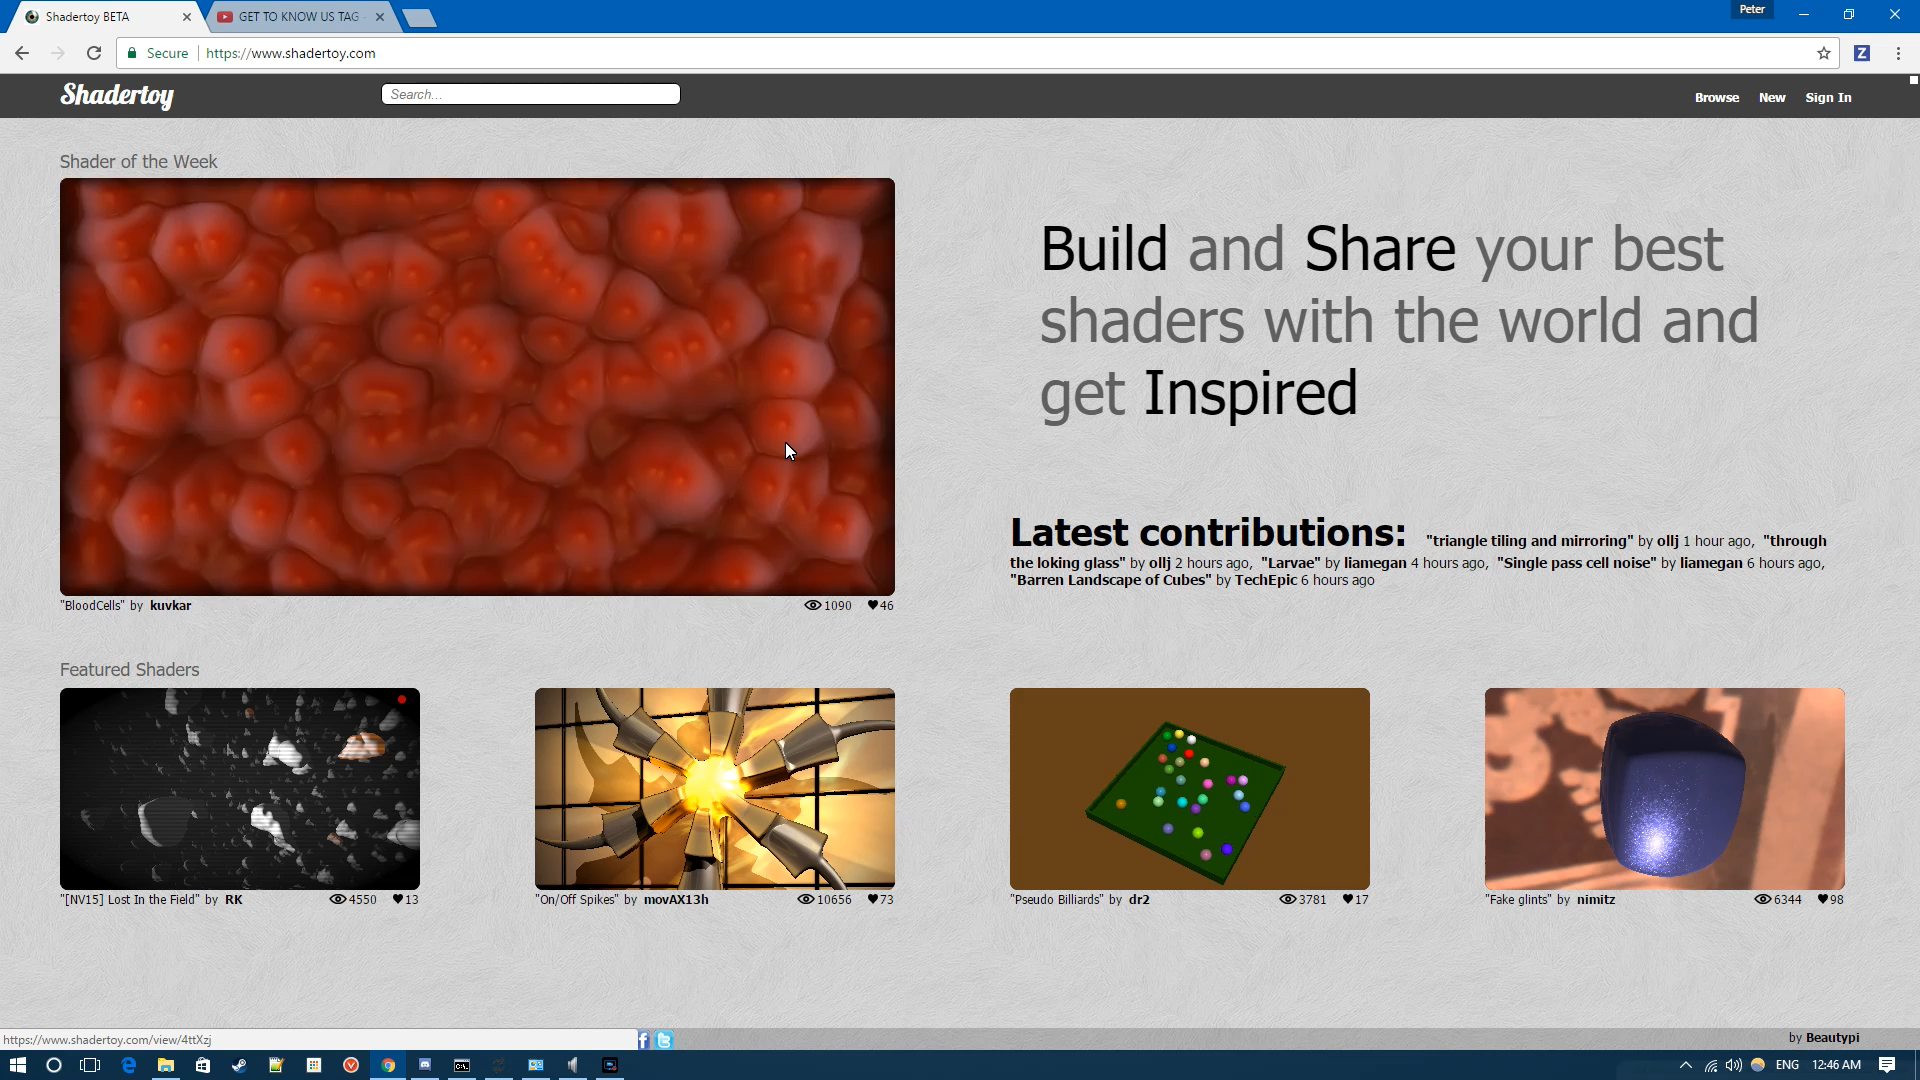 Shadertoy BETA
GET TO KNOW US TAG
Peter
Secure
https://www.shadertoy.com
Z
Shadertoy
Search...
Browse New Sign In
Shader of the Week
Build and Share your best
shaders with the world and
get Inspired
Latest contributions: "triangle tiling and mirroring" by ollj 1 hour ago, "through
the loking glass" by ollj 2 hours ago, "Larvae" by liamegan 4 hours ago, "Single pass cell noise" by liamegan 6 hours ago,
"Barren Landscape of Cubes" by TechEpic 6 hours ago
"BloodCells" by kuvkar 1090 46
Featured Shaders
"[NV15] Lost In the Field" by RK 4550 13
"On/Off Spikes" by movAX13h 10656 73
"Pseudo Billiards" by dr2 3781 17
"Fake glints" by nimitz 6344 98
https://www.shadertoy.com/view/4ttXzj
by Beautypi
ENG 12:46 AM